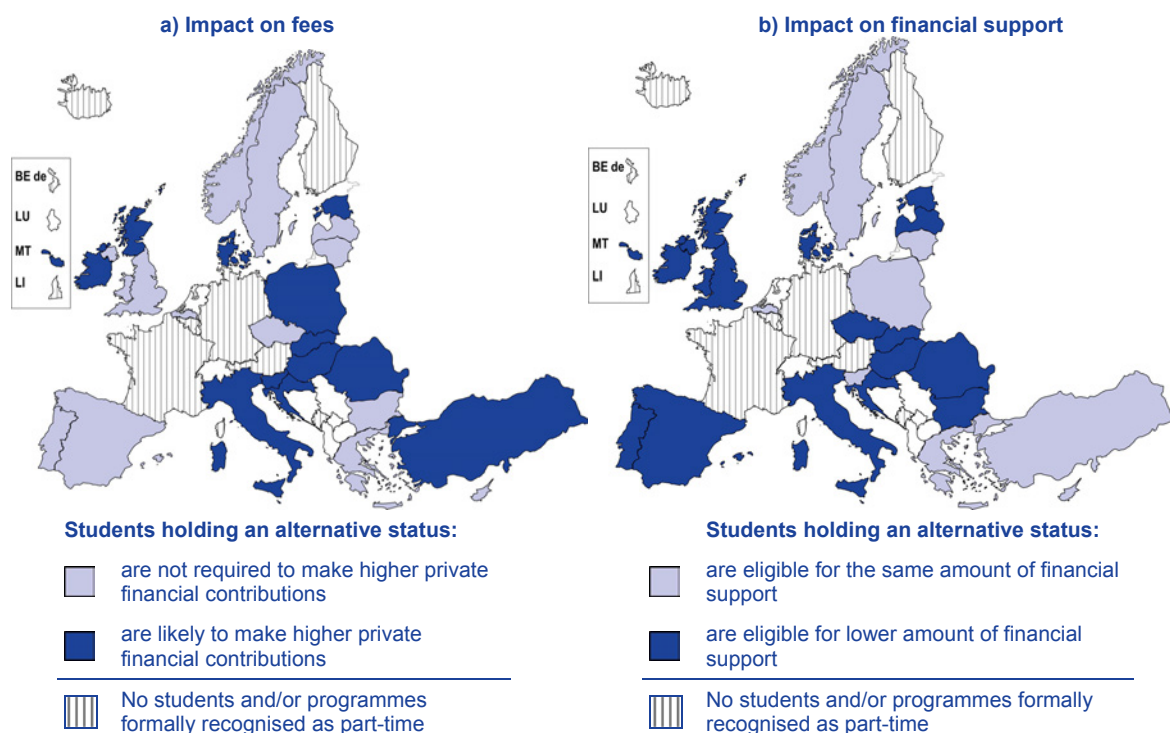 a) Impact on fees
b) Impact on financial support
BE de
LU
MT
LI
BE de
LU
MT
LI
Students holding an alternative status:
are not required to make higher private
financial contributions
are likely to make higher private
financial contributions
No students and/or programmes
formally recognised as part-time
Students holding an alternative status:
are eligible for the same amount of financial
support
are eligible for lower amount of financial
support
No students and/or programmes formally
recognised as part-time